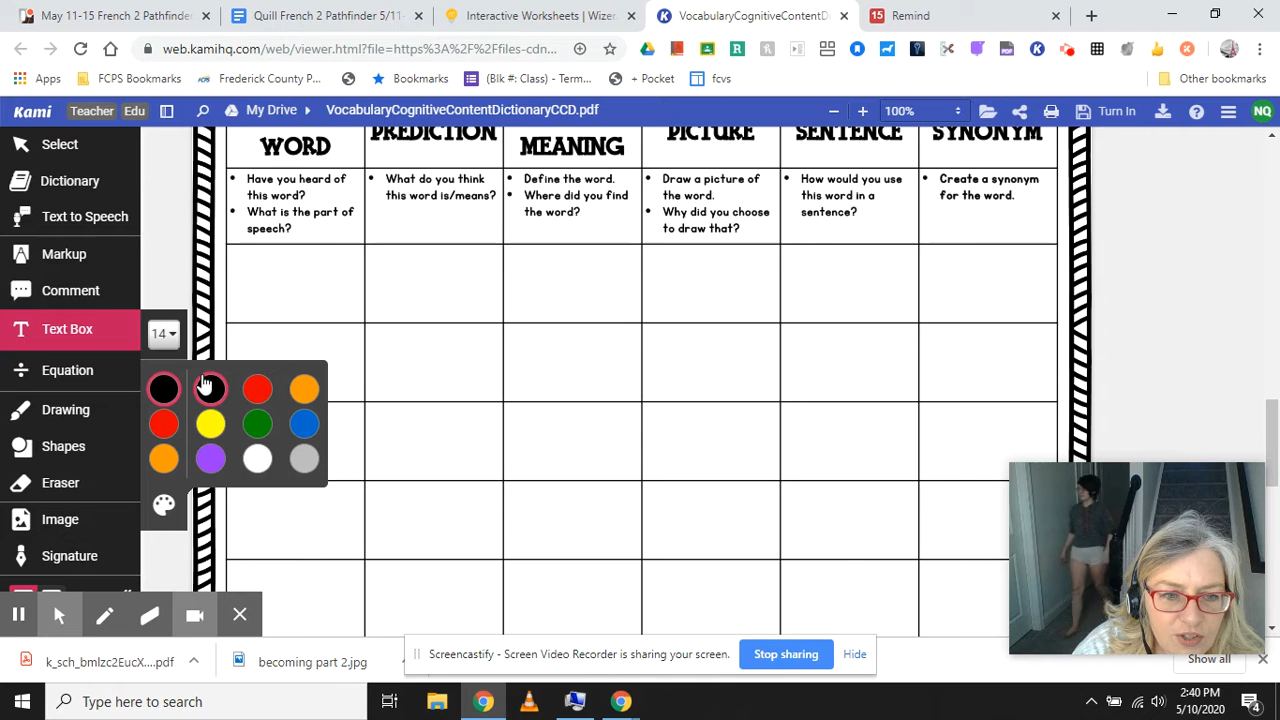 May 11-15 French 2 Pathfinder
Quill French 2 Pathfinder 5/11-
Interactive Worksheets | Wizer.
VocabularyCognitiveContentD
Remind
web.kamihq.com/web/viewer.html?file=https%3A%2F%2Ffiles-cdn...
Apps
FCPS Bookmarks
Frederick County P...
Bookmarks
(Blk #: Class) - Term...
+ Pocket
fcvs
Other bookmarks
Kami
Teacher
Edu
My Drive
VocabularyCognitiveContentDictionaryCCD.pdf
100%
Turn In
NQ
Select
Dictionary
Text to Speech
Markup
Comment
Text Box
Equation
Drawing
Shapes
Eraser
Image
Signature
14
WORD
PREDICTION
MEANING
PICTURE
SENTENCE
SYNONYM
• Have you heard of
this word?
• What is the part of
speech?
• What do you think
this word is/means?
• Define the word.
• Where did you find
the word?
• Draw a picture of
the word.
• Why did you choose
to draw that?
• How would you use
this word in a
sentence?
• Create a synonym
for the word.
Screencastify - Screen Video Recorder is sharing your screen.
Stop sharing
Hide
k_sch_5mlzc2EucX....pdf
becoming part 2.jpg
Show all
Type here to search
2:40 PM
5/10/2020
4